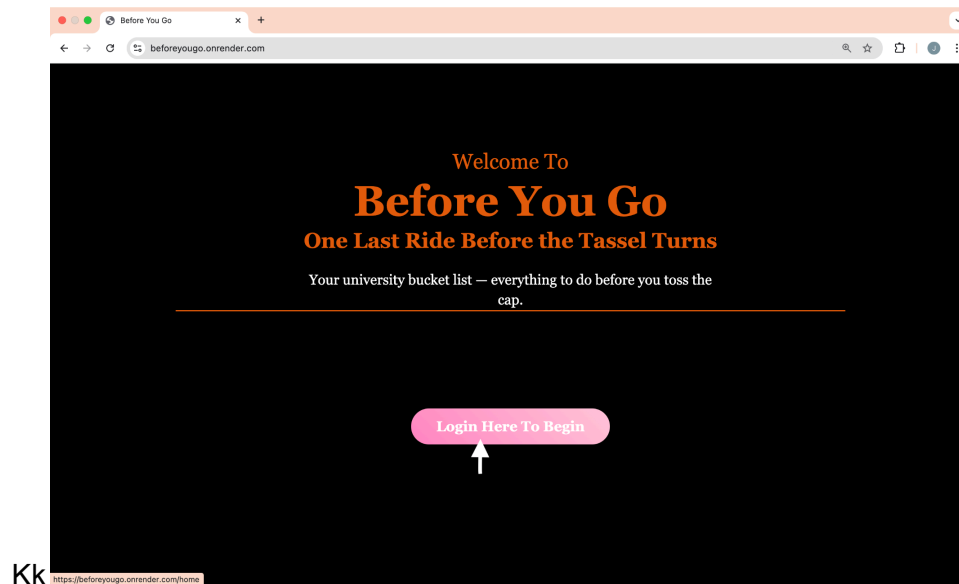 Before You Go
beforeyougo.onrender.com
J
Welcome To
Before You Go
One Last Ride Before the Tassel Turns
Your university bucket list — everything to do before you toss the
cap.
Login Here To Begin
Kk
https://beforeyougo.onrender.com/home